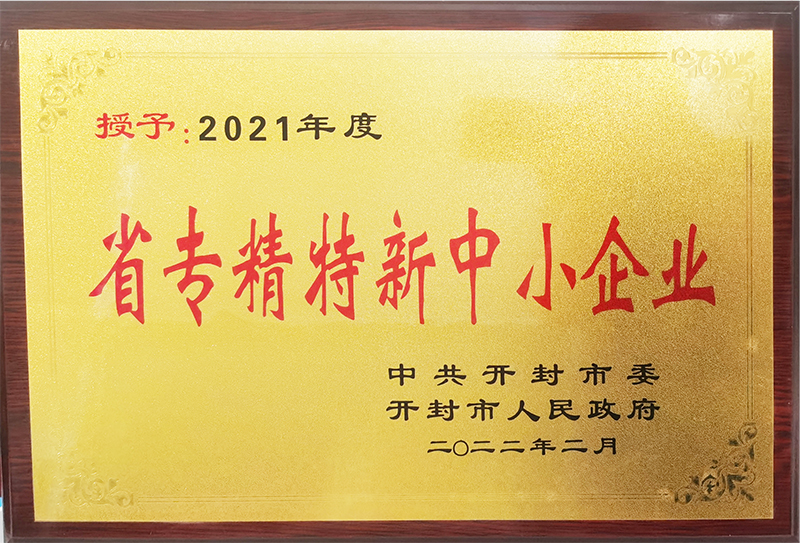 授予:2021年度
省专精特新中小企业
中共开封市委
开封市人民政府
二〇二二年二月